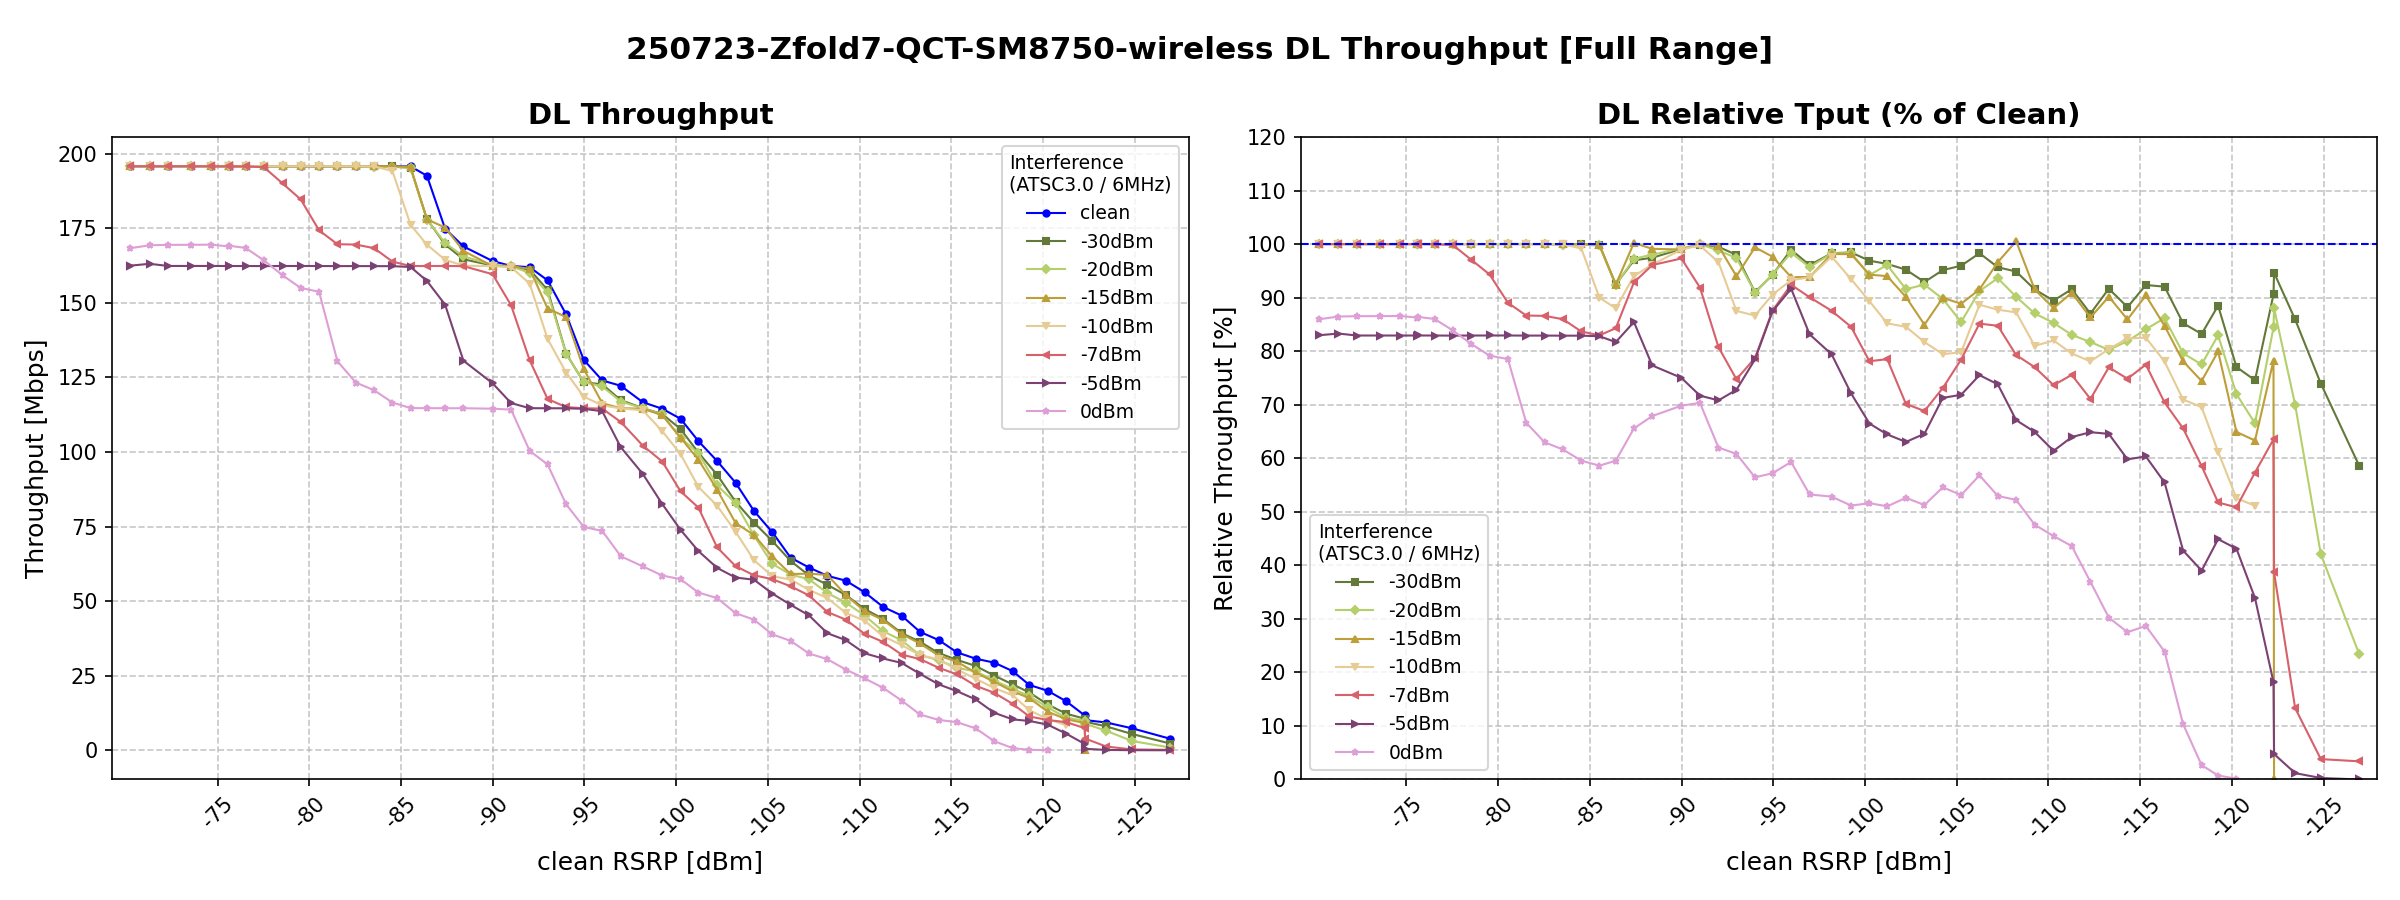 250723-Zfold7-QCT-SM8750-wireless DL Throughput [Full Range]
DL Throughput
Throughput [Mbps]
200
175
150
125
100
75
50
25
0
-75
-80
-85
-90
-95
-100
-105
-110
-115
-120
-125
clean RSRP [dBm]
Interference
(ATSC3.0 / 6MHz)
clean
-30dBm
-20dBm
-15dBm
-10dBm
-7dBm
-5dBm
0dBm
DL Relative Tput (% of Clean)
Relative Throughput [%]
120
110
100
90
80
70
60
50
40
30
20
10
0
-75
-80
-85
-90
-95
-100
-105
-110
-115
-120
-125
clean RSRP [dBm]
Interference
(ATSC3.0 / 6MHz)
-30dBm
-20dBm
-15dBm
-10dBm
-7dBm
-5dBm
0dBm